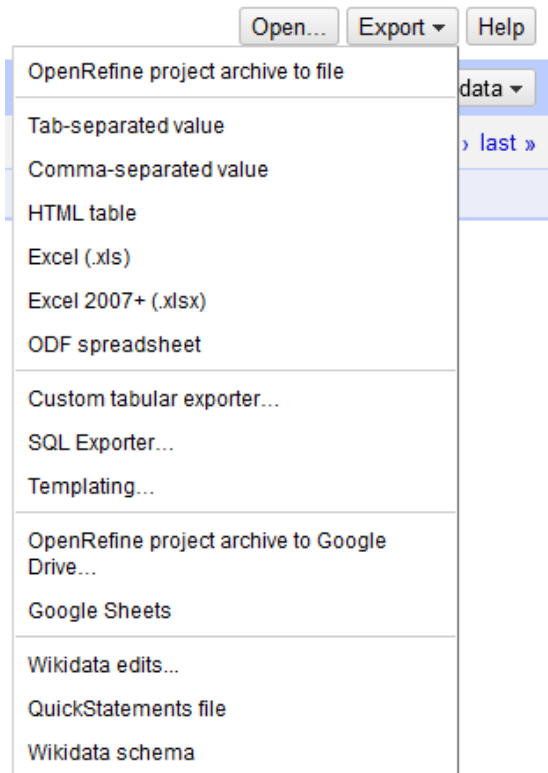 Open... Export Help
OpenRefine project archive to file
data
Tab-separated value
› last »
Comma-separated value
HTML table
Excel (.xls)
Excel 2007+ (.xlsx)
ODF spreadsheet
Custom tabular exporter...
SQL Exporter...
Templating...
OpenRefine project archive to Google
Drive...
Google Sheets
Wikidata edits...
QuickStatements file
Wikidata schema